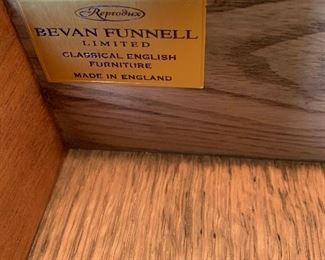 Reprodux
BEVAN FUNNELL
LIMITED
CLASSICAL ENGLISH
FURNITURE
MADE IN ENGLAND